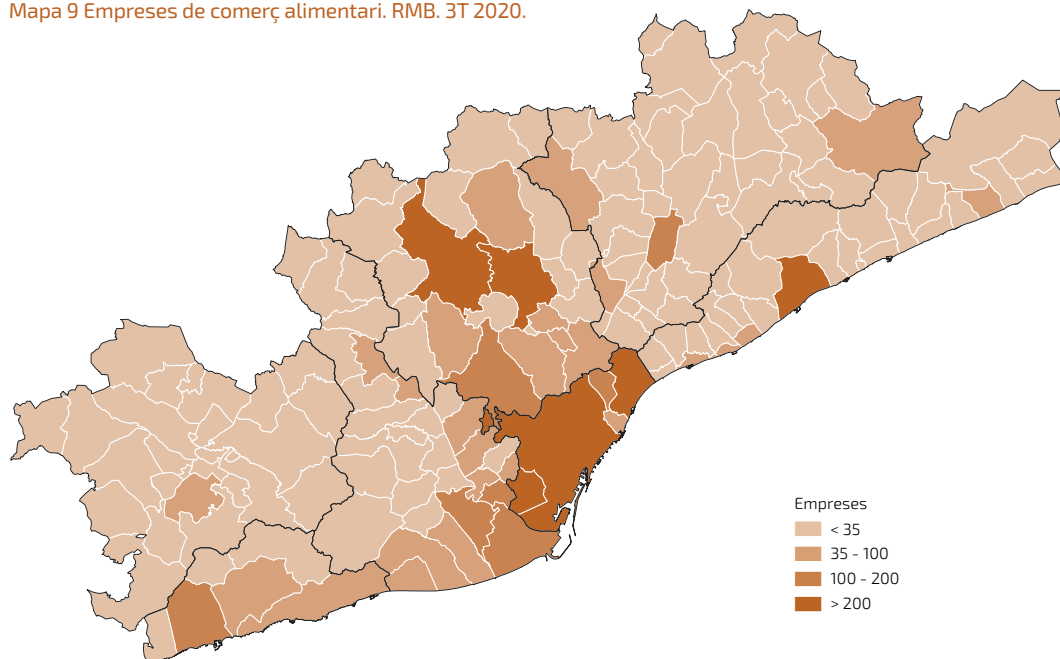 Mapa 9 Empreses de comerç alimentari. RMB. 3T 2020.
Empreses
< 35
35 - 100
100 - 200
> 200